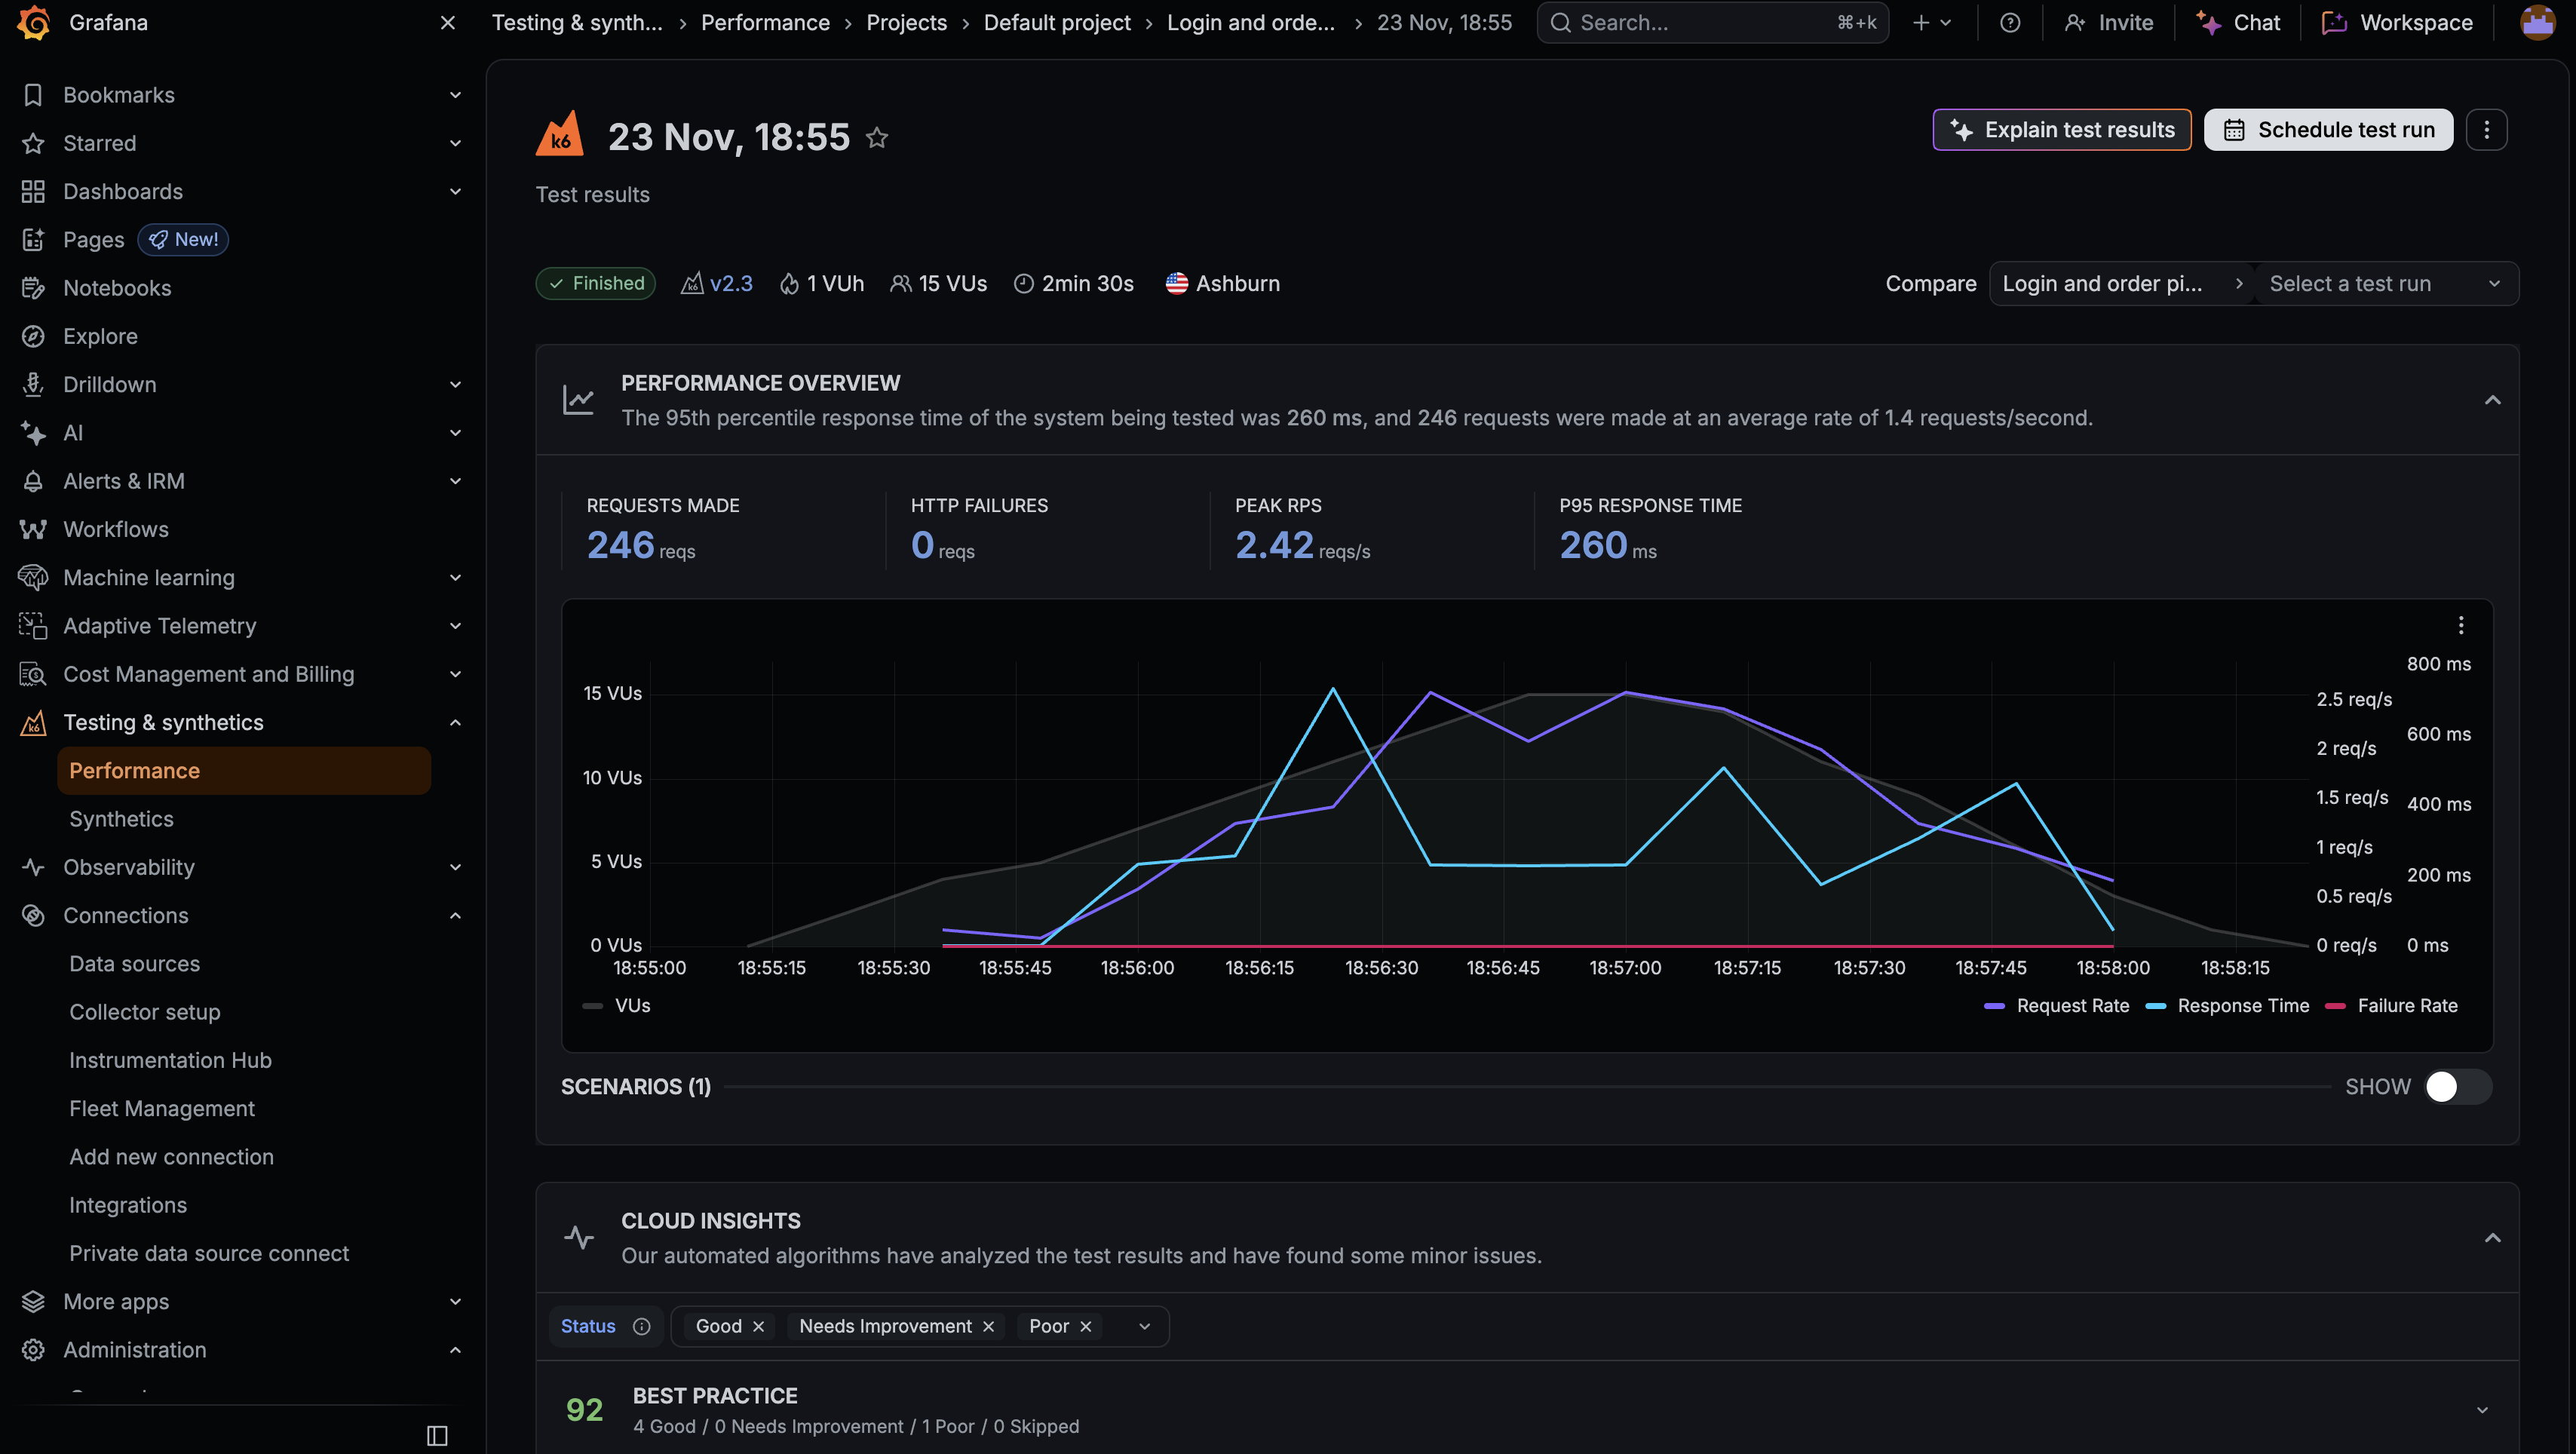 Grafana
Testing & synth... › Performance › Projects › Default project › Login and orde... › 23 Nov, 18:55
Search... ⌘+k
Invite
Chat
Workspace
Bookmarks
Starred
Dashboards
Pages New!
Notebooks
Explore
Drilldown
AI
Alerts & IRM
Workflows
Machine learning
Adaptive Telemetry
Cost Management and Billing
k6 Testing & synthetics
Performance
Synthetics
Observability
Connections
Data sources
Collector setup
Instrumentation Hub
Fleet Management
Add new connection
Integrations
Private data source connect
More apps
Administration
k6 23 Nov, 18:55
Explain test results
Schedule test run
Test results
Finished k6 v2.3 1 VUh 15 VUs 2min 30s Ashburn
Compare Login and order pi... › Select a test run
PERFORMANCE OVERVIEW
The 95th percentile response time of the system being tested was 260 ms, and 246 requests were made at an average rate of 1.4 requests/second.
REQUESTS MADE
246 reqs
HTTP FAILURES
0 reqs
PEAK RPS
2.42 reqs/s
P95 RESPONSE TIME
260 ms
15 VUs
10 VUs
5 VUs
0 VUs
800 ms
2.5 req/s
600 ms
2 req/s
1.5 req/s
400 ms
1 req/s
200 ms
0.5 req/s
0 req/s 0 ms
18:55:00 18:55:15 18:55:30 18:55:45 18:56:00 18:56:15 18:56:30 18:56:45 18:57:00 18:57:15 18:57:30 18:57:45 18:58:00 18:58:15
VUs
Request Rate Response Time Failure Rate
SCENARIOS (1)
SHOW
CLOUD INSIGHTS
Our automated algorithms have analyzed the test results and have found some minor issues.
Status Good Needs Improvement Poor
92 BEST PRACTICE
4 Good / 0 Needs Improvement / 1 Poor / 0 Skipped